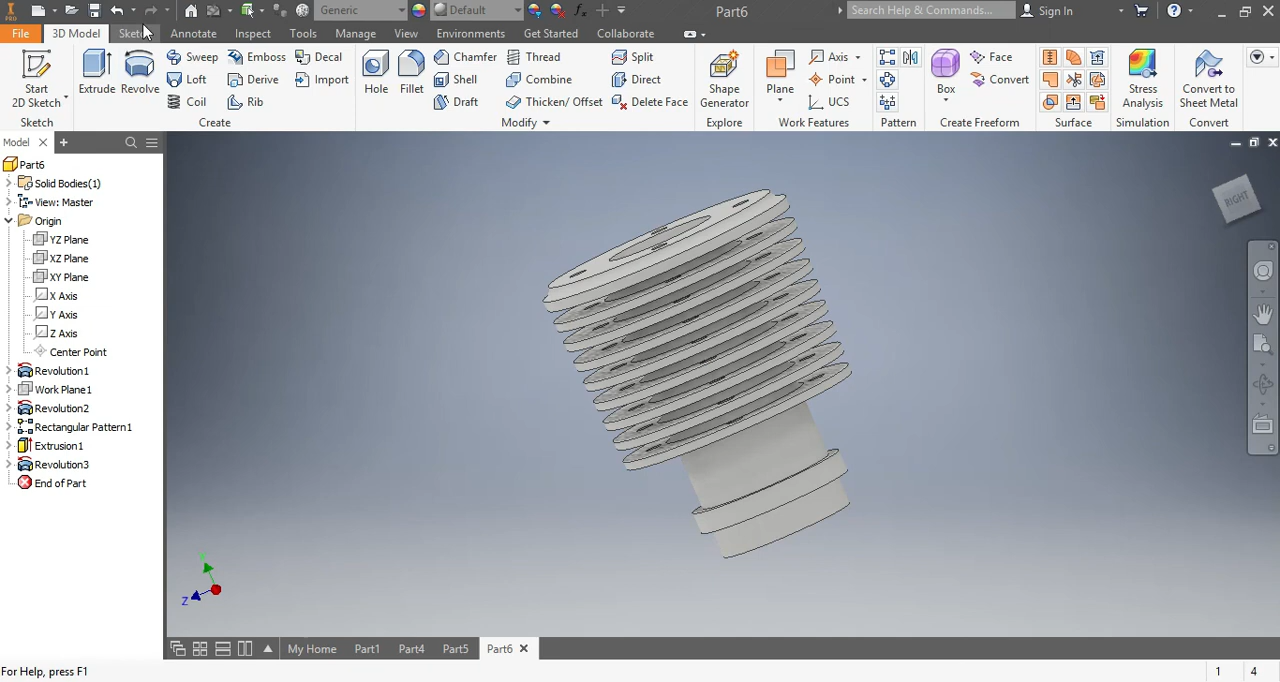 PRO Generic Default Part6 Search Help & Commands... Sign In
File 3D Model Sketch Annotate Inspect Tools Manage View Environments Get Started Collaborate
Start 2D Sketch
Extrude Revolve
Sweep Emboss Decal
Loft Derive Import
Coil Rib
Hole Fillet
Chamfer Thread Split
Shell Combine Direct
Draft Thicken/ Offset Delete Face
Shape Generator
Plane
Axis
Point
UCS
Box
Face
Convert
Stress Analysis
Convert to Sheet Metal
Sketch Create Modify Explore Work Features Pattern Create Freeform Surface Simulation Convert
Model
Part6
Solid Bodies(1)
View: Master
Origin
YZ Plane
XZ Plane
XY Plane
X Axis
Y Axis
Z Axis
Center Point
Revolution1
Work Plane1
Revolution2
Rectangular Pattern1
Extrusion1
Revolution3
End of Part
RIGHT
Z
My Home Part1 Part4 Part5 Part6
For Help, press F1
1 4